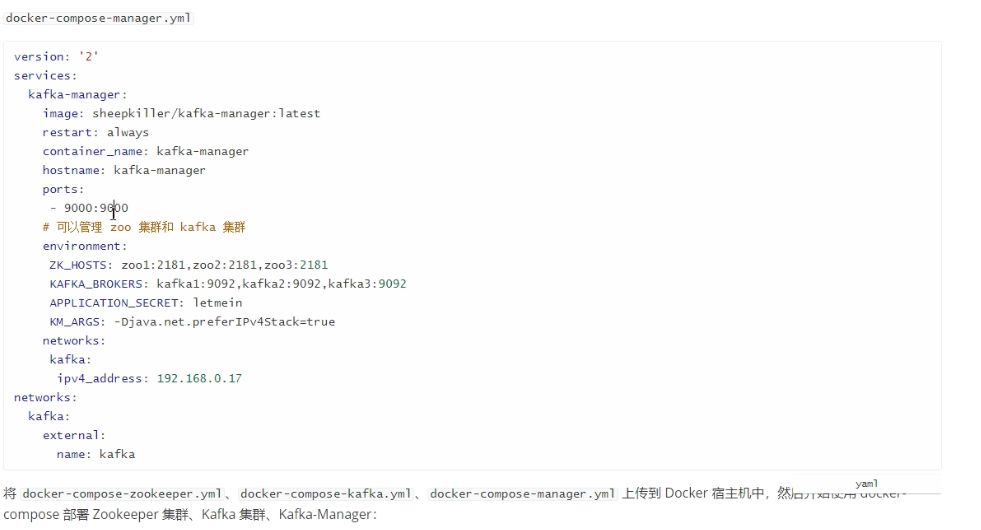 docker-compose-manager.yml
version: '2'
services:
  kafka-manager:
    image: sheepkiller/kafka-manager:latest
    restart: always
    container_name: kafka-manager
    hostname: kafka-manager
    ports:
     - 9000:9000
    # 可以管理 zoo 集群和 kafka 集群
    environment:
     ZK_HOSTS: zoo1:2181,zoo2:2181,zoo3:2181
     KAFKA_BROKERS: kafka1:9092,kafka2:9092,kafka3:9092
     APPLICATION_SECRET: letmein
     KM_ARGS: -Djava.net.preferIPv4Stack=true
    networks:
     kafka:
      ipv4_address: 192.168.0.17
networks:
  kafka:
    external:
      name: kafka
yaml
将 docker-compose-zookeeper.yml、docker-compose-kafka.yml、docker-compose-manager.yml 上传到 Docker 宿主机中，然后开始使用 docker-
compose 部署 Zookeeper 集群、Kafka 集群、Kafka-Manager：